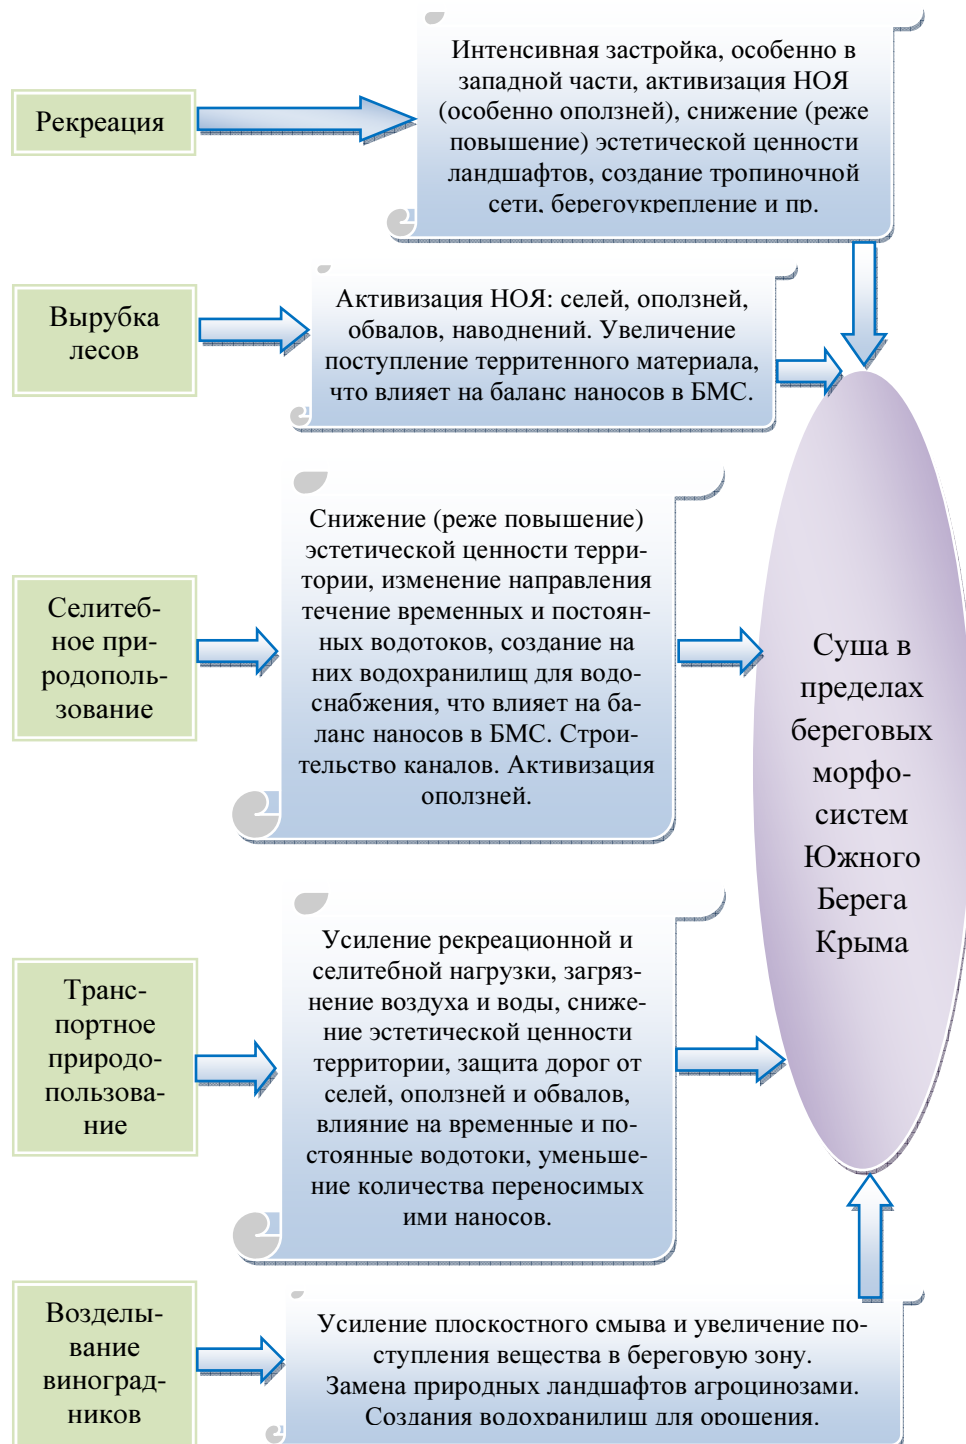 Рекреация
Интенсивная застройка, особенно в
западной части, активизация НОЯ
(особенно оползней), снижение (реже
повышение) эстетической ценности
ландшафтов, создание тропиночной
сети, берегоукрепление и пр.
Вырубка
лесов
Активизация НОЯ: селей, оползней,
обвалов, наводнений. Увеличение
поступление территенного материала,
что влияет на баланс наносов в БМС.
Селитеб-
ное при-
родополь-
зование
Снижение (реже повышение)
эстетической ценности терри-
тории, изменение направления
течение временных и постоян-
ных водотоков, создание на
них водохранилищ для водо-
снабжения, что влияет на ба-
ланс наносов в БМС. Строи-
тельство каналов. Активизация
оползней.
Суша в
пределах
береговых
морфо-
систем
Южного
Берега
Крыма
Транс-
портное
природо-
пользова-
ние
Усиление рекреационной и
селитебной нагрузки, загряз-
нение воздуха и воды, сниже-
ние эстетической ценности
территории, защита дорог от
селей, оползней и обвалов,
влияние на временные и по-
стоянные водотоки, уменьше-
ние количества переносимых
ими наносов.
Возделы-
вание
виноград-
ников
Усиление плоскостного смыва и увеличение по-
ступления вещества в береговую зону.
Замена природных ландшафтов агроцинозами.
Создания водохранилищ для орошения.